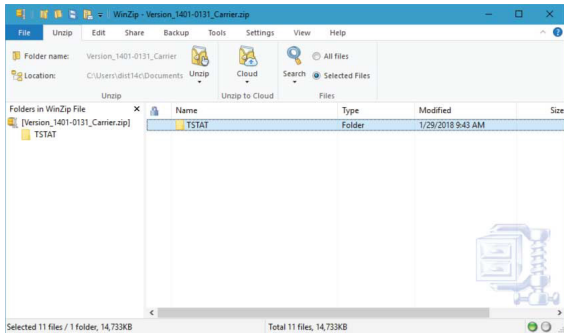 WinZip - Version_1401-0131_Carrier.zip
File Unzip Edit Share Backup Tools Settings View Help
Folder name: Version_1401-0131_Carrier
Location: C:\Users\dist14c\Documents
Unzip
Cloud
Search
All files
Selected Files
Unzip
Unzip to Cloud
Files
Folders in WinZip File
[Version_1401-0131_Carrier.zip]
TSTAT
Name Type Modified Size
TSTAT Folder 1/29/2018 9:43 AM
Selected 11 files / 1 folder, 14,733KB
Total 11 files, 14,733KB